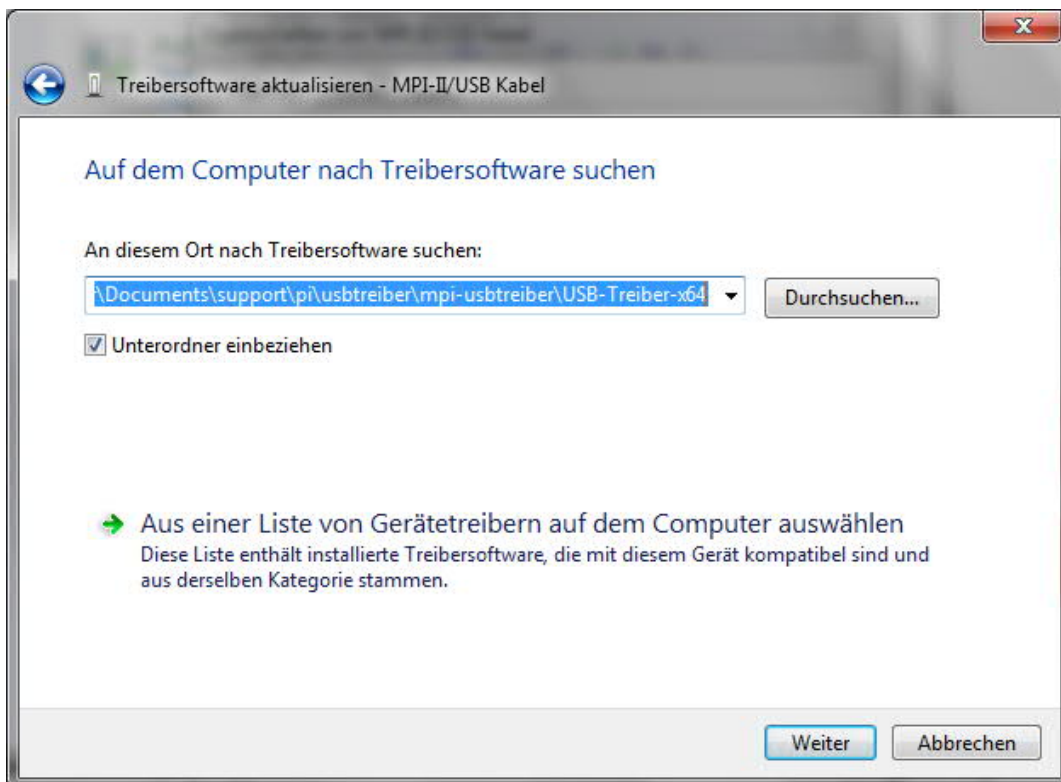 Treibersoftware aktualisieren - MPI-II/USB Kabel
Auf dem Computer nach Treibersoftware suchen
An diesem Ort nach Treibersoftware suchen:
\Documents\support\pi\usbtreiber\mpi-usbtreiber\USB-Treiber-x64
Durchsuchen...
Unterordner einbeziehen
Aus einer Liste von Gerätetreibern auf dem Computer auswählen
Diese Liste enthält installierte Treibersoftware, die mit diesem Gerät kompatibel sind und
aus derselben Kategorie stammen.
Weiter
Abbrechen